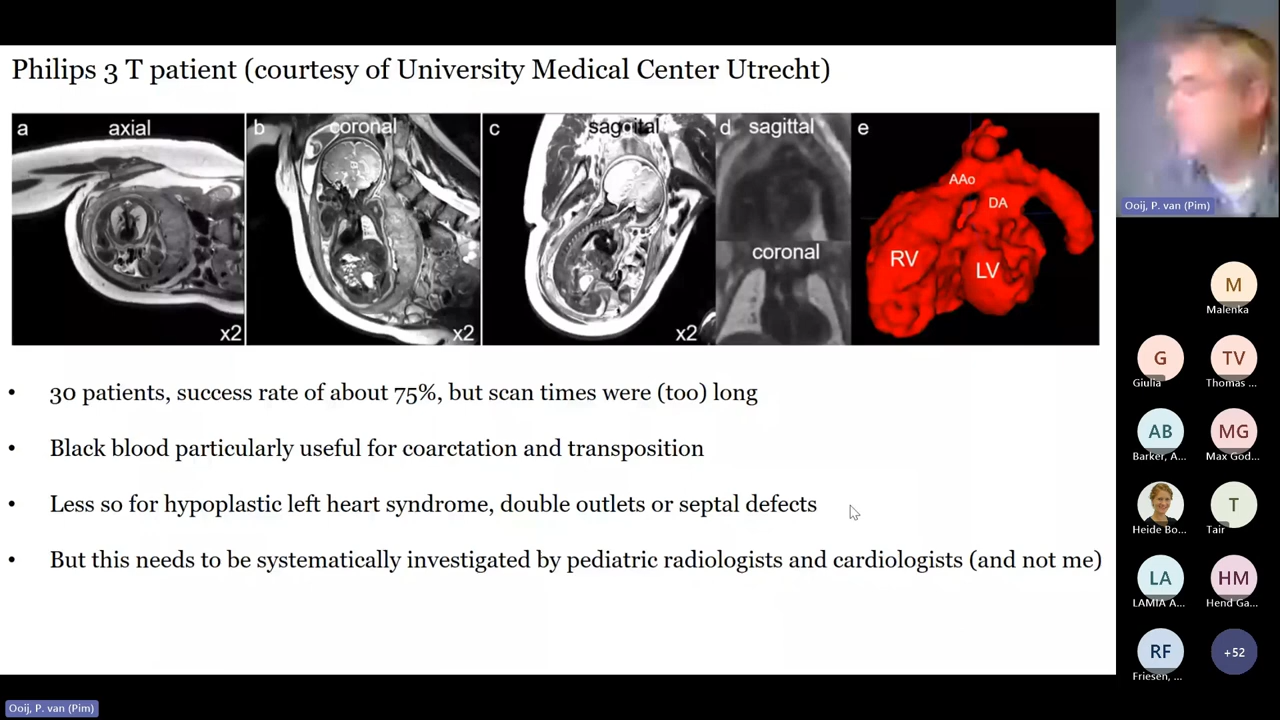 Philips 3 T patient (courtesy of University Medical Center Utrecht)
a axial
b coronal
c saggital
d sagittal
e
AAo
DA
RV
LV
coronal
x2
x2
x2
• 30 patients, success rate of about 75%, but scan times were (too) long
• Black blood particularly useful for coarctation and transposition
• Less so for hypoplastic left heart syndrome, double outlets or septal defects
• But this needs to be systematically investigated by pediatric radiologists and cardiologists (and not me)
Ooij, P. van (Pim)
M
Malenka
G
Giulia
TV
Thomas ...
AB
Barker, A...
MG
Max God...
Heide Bo...
T
Tair
LA
LAMIA A...
HM
Hend Ga...
RF
Friesen, ...
+52
Ooij, P. van (Pim)